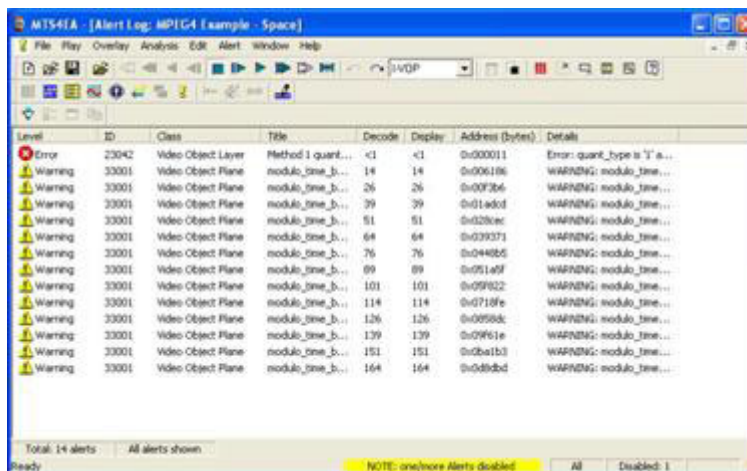 MTS4EA - [Alert Log: MPEG4 Example - Space]
File Play Overlay Analysis Edit Alert Window Help
I-VOP
Level ID Class Title Decode Display Address (bytes) Details
Error 23042 Video Object Layer Method 1 quant... <1 <1 0x000011 Error: quant_type is '1' a...
Warning 33001 Video Object Plane modulo_time_b... 14 14 0x006186 WARNING: modulo_time...
Warning 33001 Video Object Plane modulo_time_b... 26 26 0x00f3b6 WARNING: modulo_time...
Warning 33001 Video Object Plane modulo_time_b... 39 39 0x01adcd WARNING: modulo_time...
Warning 33001 Video Object Plane modulo_time_b... 51 51 0x028cec WARNING: modulo_time...
Warning 33001 Video Object Plane modulo_time_b... 64 64 0x039371 WARNING: modulo_time...
Warning 33001 Video Object Plane modulo_time_b... 76 76 0x0448b5 WARNING: modulo_time...
Warning 33001 Video Object Plane modulo_time_b... 89 89 0x051a5f WARNING: modulo_time...
Warning 33001 Video Object Plane modulo_time_b... 101 101 0x05f822 WARNING: modulo_time...
Warning 33001 Video Object Plane modulo_time_b... 114 114 0x0718fe WARNING: modulo_time...
Warning 33001 Video Object Plane modulo_time_b... 126 126 0x0858dc WARNING: modulo_time...
Warning 33001 Video Object Plane modulo_time_b... 139 139 0x09f61e WARNING: modulo_time...
Warning 33001 Video Object Plane modulo_time_b... 151 151 0x0ba1b3 WARNING: modulo_time...
Warning 33001 Video Object Plane modulo_time_b... 164 164 0x0d8dbd WARNING: modulo_time...
Total: 14 alerts All alerts shown
Ready NOTE: one/more Alerts disabled All Disabled: 1